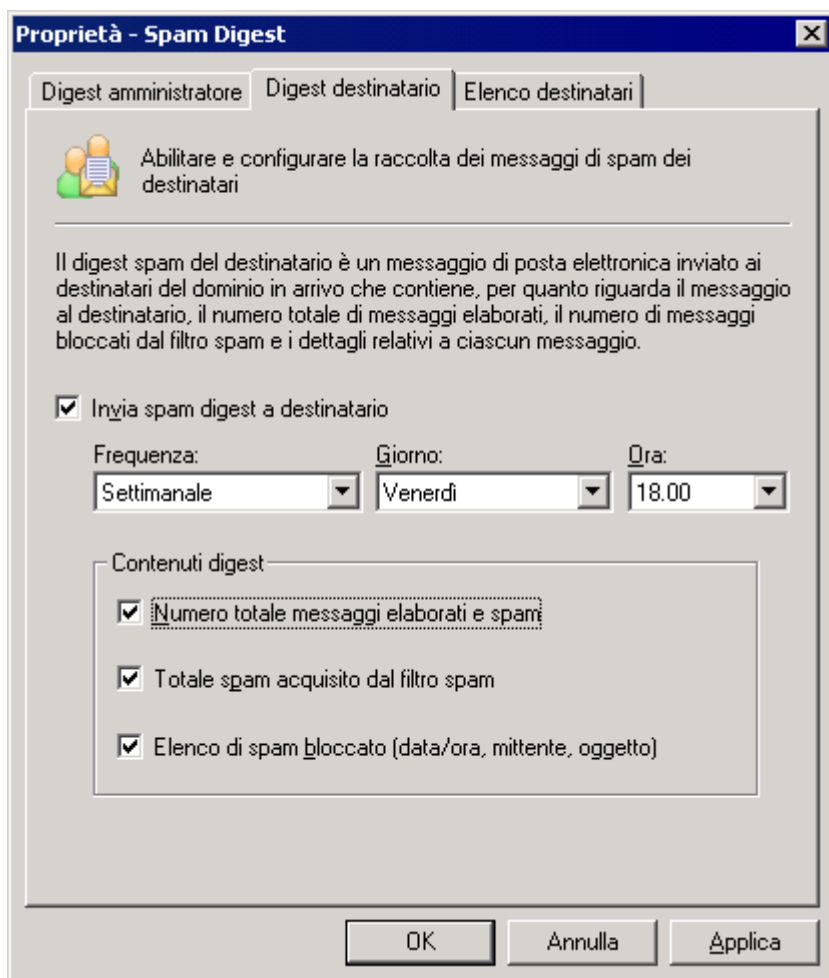 Proprietà - Spam Digest
Digest amministratore Digest destinatario Elenco destinatari
Abilitare e configurare la raccolta dei messaggi di spam dei
destinatari
Il digest spam del destinatario è un messaggio di posta elettronica inviato ai
destinatari del dominio in arrivo che contiene, per quanto riguarda il messaggio
al destinatario, il numero totale di messaggi elaborati, il numero di messaggi
bloccati dal filtro spam e i dettagli relativi a ciascun messaggio.
Invia spam digest a destinatario
Frequenza: Giorno: Ora:
Settimanale Venerdì 18.00
Contenuti digest
Numero totale messaggi elaborati e spam
Totale spam acquisito dal filtro spam
Elenco di spam bloccato (data/ora, mittente, oggetto)
OK Annulla Applica